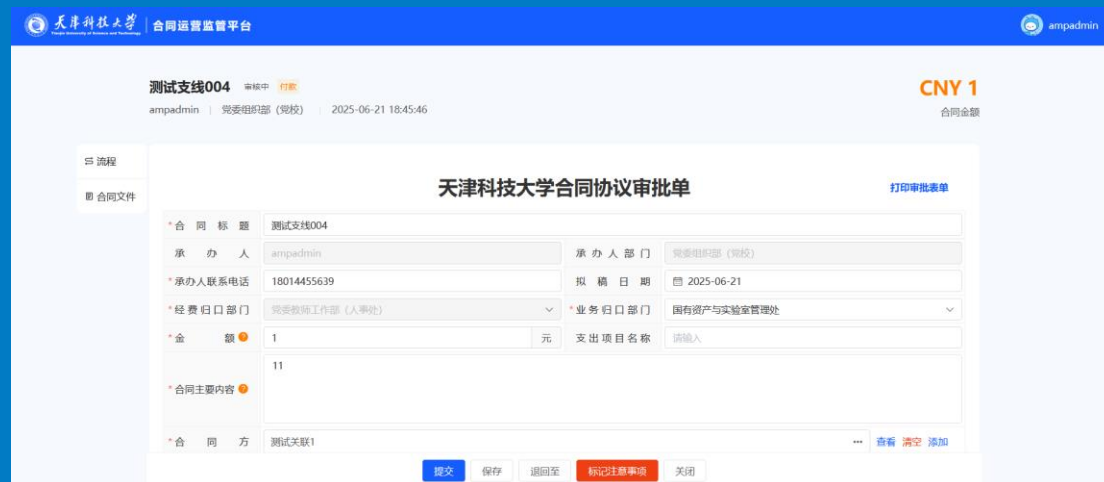 天津科技大学 合同运营监管平台 ampadmin
测试支线004 审核中 付款 CNY 1
ampadmin | 党委组织部（党校） | 2025-06-21 18:45:46 合同金额
流程
合同文件
天津科技大学合同协议审批单 打印审批表单
*合同标题 测试支线004
承办人 ampadmin 承办人部门 党委组织部（党校）
*承办人联系电话 18014455639 拟稿日期 2025-06-21
*经费归口部门 党委教师工作部（人事处） *业务归口部门 国有资产与实验室管理处
*金额 ? 1 元 支出项目名称 请输入
*合同主要内容 ? 11
*合同方 测试关联1 ... 查看 清空 添加
提交 保存 退回至 标记注意事项 关闭